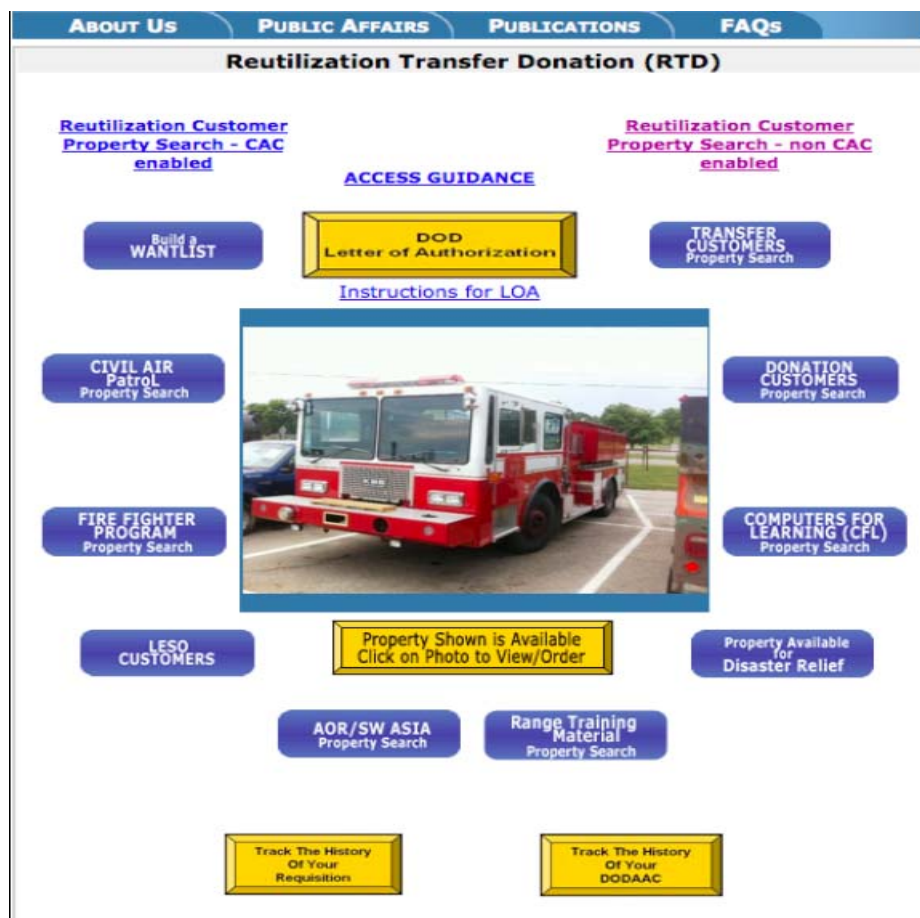 ABOUT US PUBLIC AFFAIRS PUBLICATIONS FAQS
Reutilization Transfer Donation (RTD)
Reutilization Customer
Property Search - CAC
enabled
Reutilization Customer
Property Search - non CAC
enabled
ACCESS GUIDANCE
Build a
WANTLIST
DOD
Letter of Authorization
TRANSFER
CUSTOMERS
Property Search
Instructions for LOA
CIVIL AIR
PatroL
Property Search
DONATION
CUSTOMERS
Property Search
FIRE FIGHTER
PROGRAM
Property Search
COMPUTERS FOR
LEARNING (CFL)
Property Search
LESO
CUSTOMERS
Property Shown is Available
Click on Photo to View/Order
Property Available
for
Disaster Relief
AOR/SW ASIA
Property Search
Range Training
Material
Property Search
Track The History
Of Your
Requisition
Track The History
Of Your
DODAAC